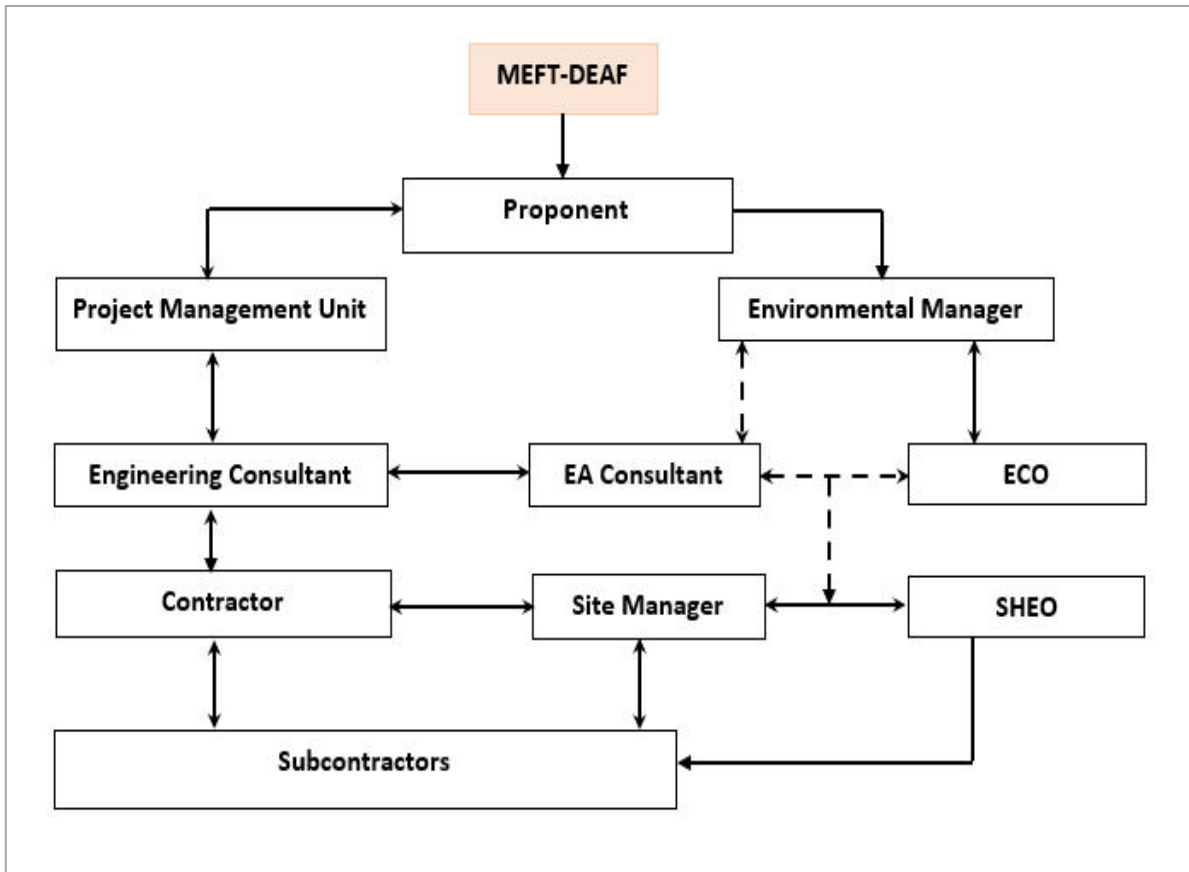 MEFT-DEAF
Proponent
Project Management Unit
Environmental Manager
Engineering Consultant
EA Consultant
ECO
Contractor
Site Manager
SHEO
Subcontractors